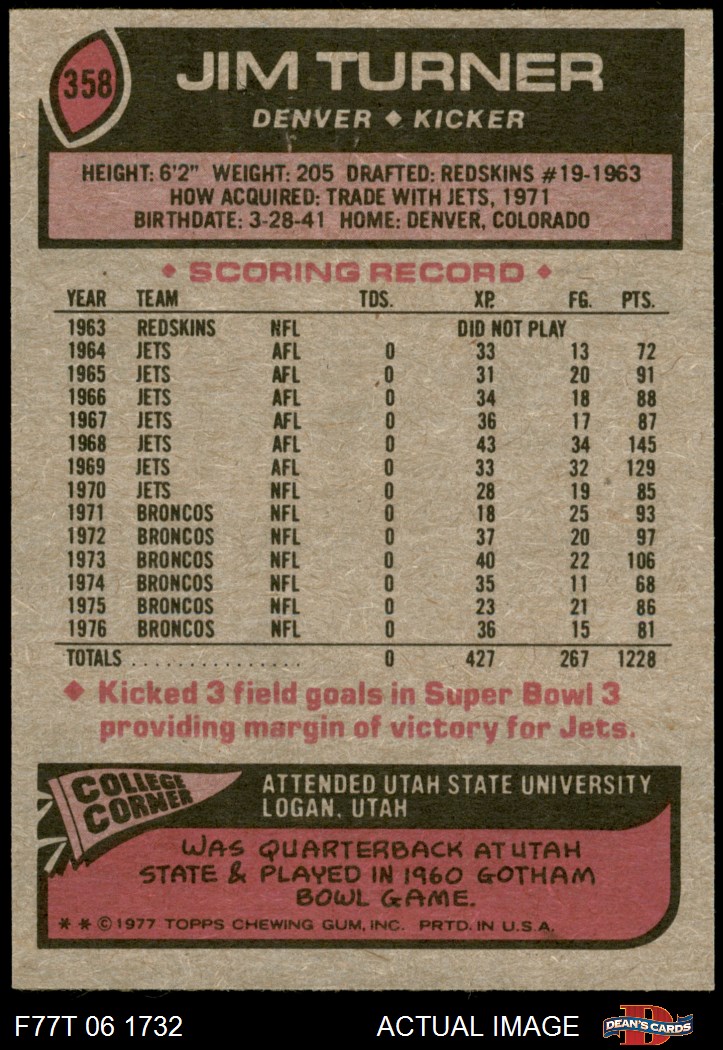 358
JIM TURNER
DENVER ◆ KICKER
HEIGHT: 6'2" WEIGHT: 205 DRAFTED: REDSKINS #19-1963
HOW ACQUIRED: TRADE WITH JETS, 1971
BIRTHDATE: 3-28-41 HOME: DENVER, COLORADO
◆ SCORING RECORD ◆
YEAR TEAM TDS. XP. FG. PTS.
1963 REDSKINS NFL DID NOT PLAY
1964 JETS AFL 0 33 13 72
1965 JETS AFL 0 31 20 91
1966 JETS AFL 0 34 18 88
1967 JETS AFL 0 36 17 87
1968 JETS AFL 0 43 34 145
1969 JETS AFL 0 33 32 129
1970 JETS NFL 0 28 19 85
1971 BRONCOS NFL 0 18 25 93
1972 BRONCOS NFL 0 37 20 97
1973 BRONCOS NFL 0 40 22 106
1974 BRONCOS NFL 0 35 11 68
1975 BRONCOS NFL 0 23 21 86
1976 BRONCOS NFL 0 36 15 81
TOTALS ................ 0 427 267 1228
◆ Kicked 3 field goals in Super Bowl 3
providing margin of victory for Jets.
COLLEGE
CORNER
ATTENDED UTAH STATE UNIVERSITY
LOGAN, UTAH
WAS QUARTERBACK AT UTAH
STATE & PLAYED IN 1960 GOTHAM
BOWL GAME.
* * © 1977 TOPPS CHEWING GUM, INC. PRTD. IN U.S.A.
F77T 06 1732 ACTUAL IMAGE
D
DEAN'S CARDS